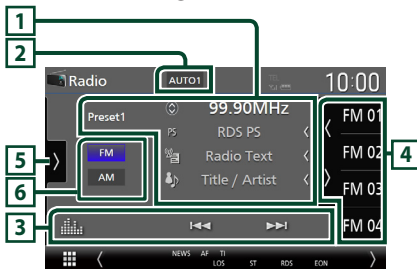 1
2
Radio
AUTO1
TEL
10:00
Preset1
99.90MHz
FM 01
PS
RDS PS
FM 02
4
5
FM
Radio Text
6
AM
Title / Artist
FM 03
3
FM 04
NEWS AF TI
LOS ST RDS EON